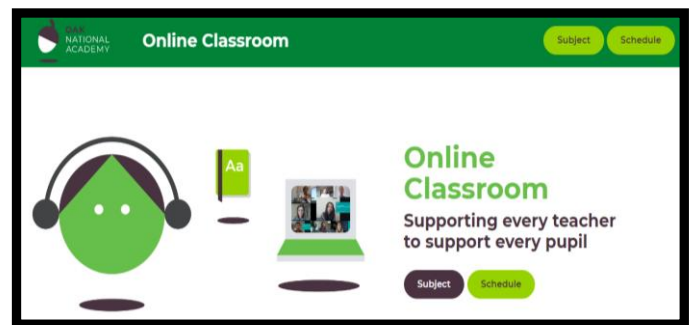 OAK
NATIONAL
ACADEMY
Online Classroom
Subject
Schedule
Aa
Online
Classroom
Supporting every teacher
to support every pupil
Subject
Schedule